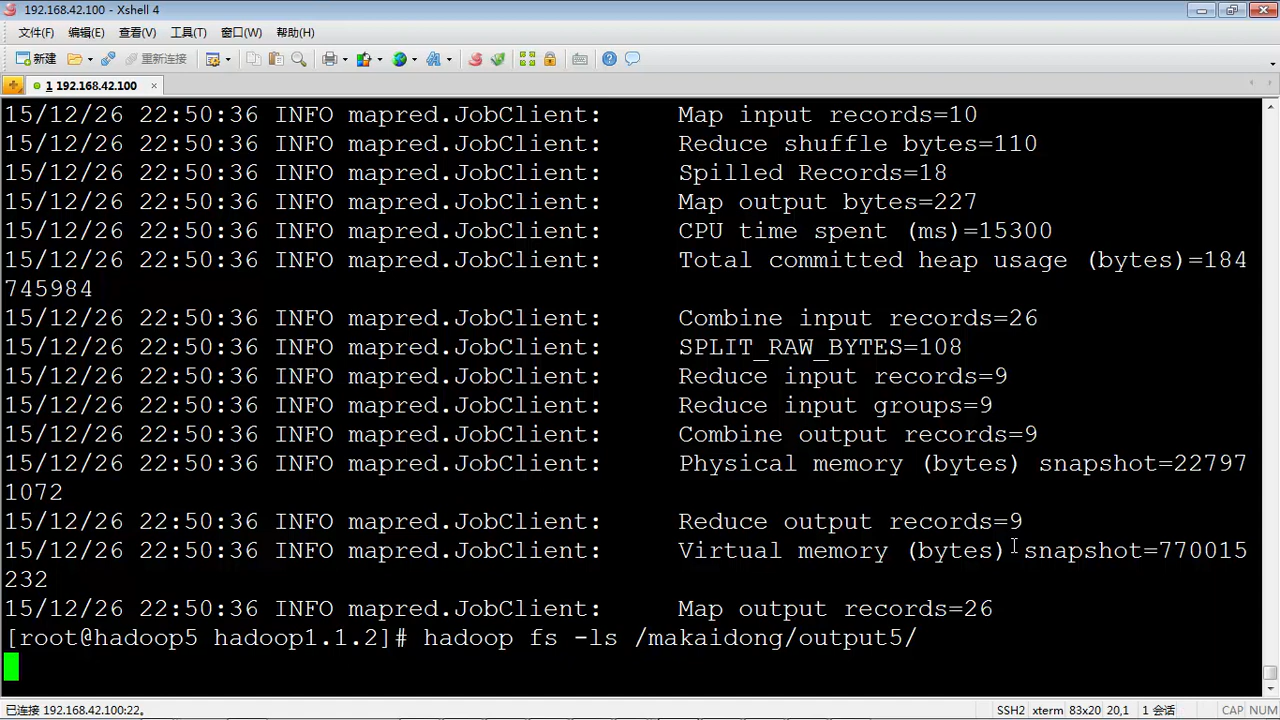 192.168.42.100 - Xshell 4
文件(F) 编辑(E) 查看(V) 工具(T) 窗口(W) 帮助(H)
新建 重新连接
1 192.168.42.100
15/12/26 22:50:36 INFO mapred.JobClient: Map input records=10
15/12/26 22:50:36 INFO mapred.JobClient: Reduce shuffle bytes=110
15/12/26 22:50:36 INFO mapred.JobClient: Spilled Records=18
15/12/26 22:50:36 INFO mapred.JobClient: Map output bytes=227
15/12/26 22:50:36 INFO mapred.JobClient: CPU time spent (ms)=15300
15/12/26 22:50:36 INFO mapred.JobClient: Total committed heap usage (bytes)=184
745984
15/12/26 22:50:36 INFO mapred.JobClient: Combine input records=26
15/12/26 22:50:36 INFO mapred.JobClient: SPLIT_RAW_BYTES=108
15/12/26 22:50:36 INFO mapred.JobClient: Reduce input records=9
15/12/26 22:50:36 INFO mapred.JobClient: Reduce input groups=9
15/12/26 22:50:36 INFO mapred.JobClient: Combine output records=9
15/12/26 22:50:36 INFO mapred.JobClient: Physical memory (bytes) snapshot=22797
1072
15/12/26 22:50:36 INFO mapred.JobClient: Reduce output records=9
15/12/26 22:50:36 INFO mapred.JobClient: Virtual memory (bytes) snapshot=770015
232
15/12/26 22:50:36 INFO mapred.JobClient: Map output records=26
[root@hadoop5 hadoop1.1.2]# hadoop fs -ls /makaidong/output5/
已连接 192.168.42.100:22。 SSH2 xterm 83x20 20,1 1 会话 CAP NUM